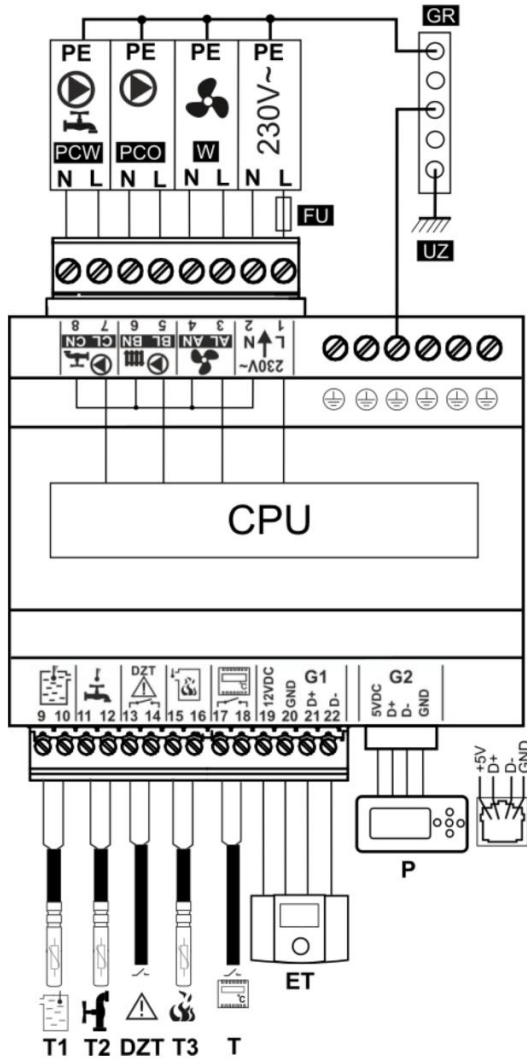 GR
PE PE PE PE
230V~
PCW PCO W
N L N L N L N L
FU
UZ
8 7 6 5 4 3 2 1
CN CL BN BL AN AL N L
230V~
CPU
DZT
G1
G2
9 10 11 12 13 14 15 16 17 18 19 20 21 22
12VDC GND D+ D-
5VDC D+ D- GND
°C
+5V D+ D- GND
P
ET
°C
T1 T2 DZT T3 T